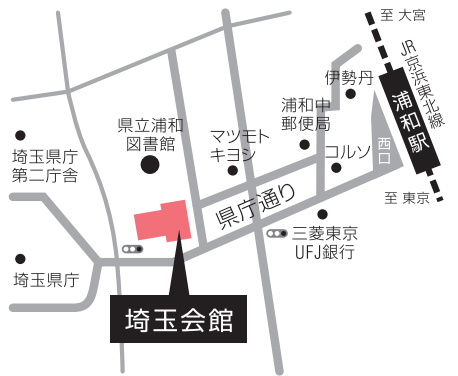 至 大宮
JR京浜東北線
伊勢丹
浦和駅
浦和中
郵便局
県立浦和
図書館
マツモト
キヨシ
コルソ
西口
埼玉県庁
第二庁舎
県庁通り
至 東京
三菱東京
UFJ銀行
埼玉県庁
埼玉会館